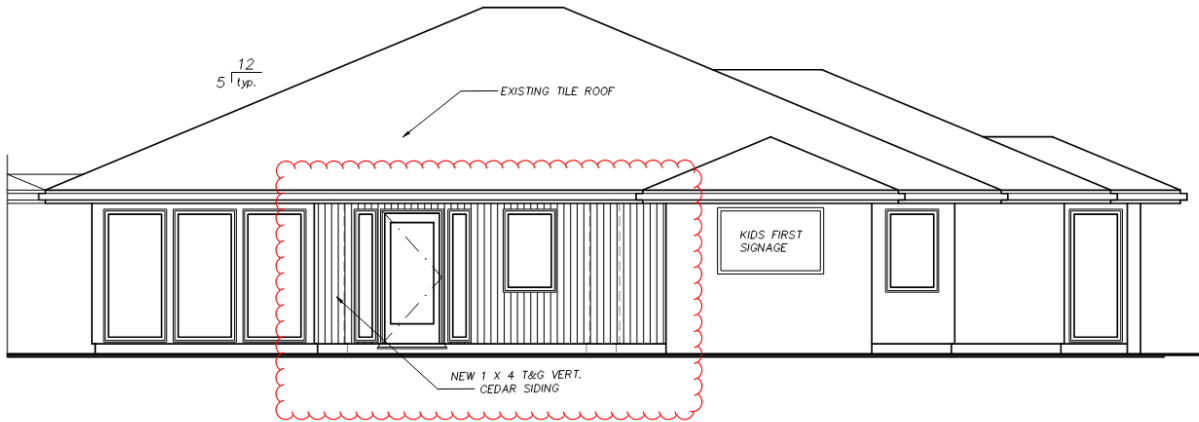 12
5 typ.
EXISTING TILE ROOF
KIDS FIRST
SIGNAGE
NEW 1 X 4 T&G VERT.
CEDAR SIDING